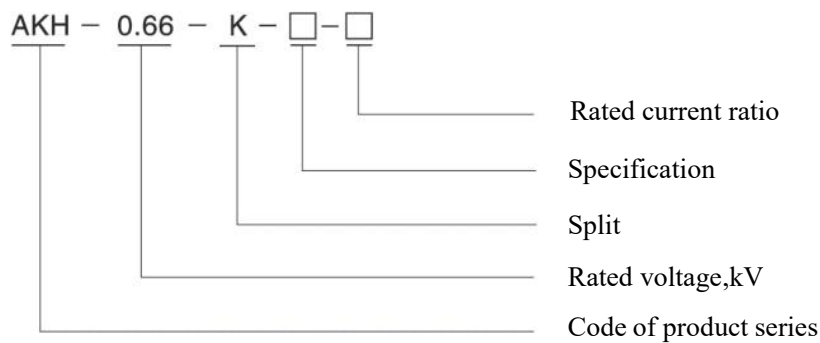 AKH - 0.66 - K - □-□
Rated current ratio
Specification
Split
Rated voltage,kV
Code of product series